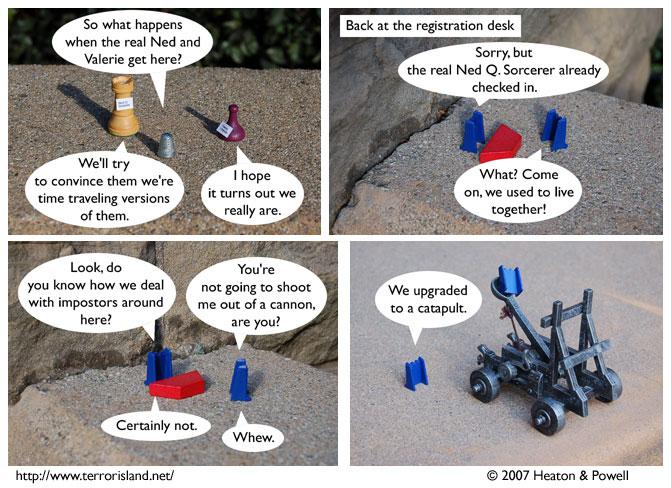 So what happens
when the real Ned and
Valerie get here?
We'll try
to convince them we're
time traveling versions
of them.
I hope
it turns out we
really are.
Back at the registration desk
Sorry, but
the real Ned Q. Sorcerer already
checked in.
What? Come
on, we used to live
together!
Look, do
you know how we deal
with impostors around
here?
You're
not going to shoot
me out of a cannon,
are you?
Certainly not.
Whew.
We upgraded
to a catapult.
http://www.terrorisland.net/
© 2007 Heaton & Powell